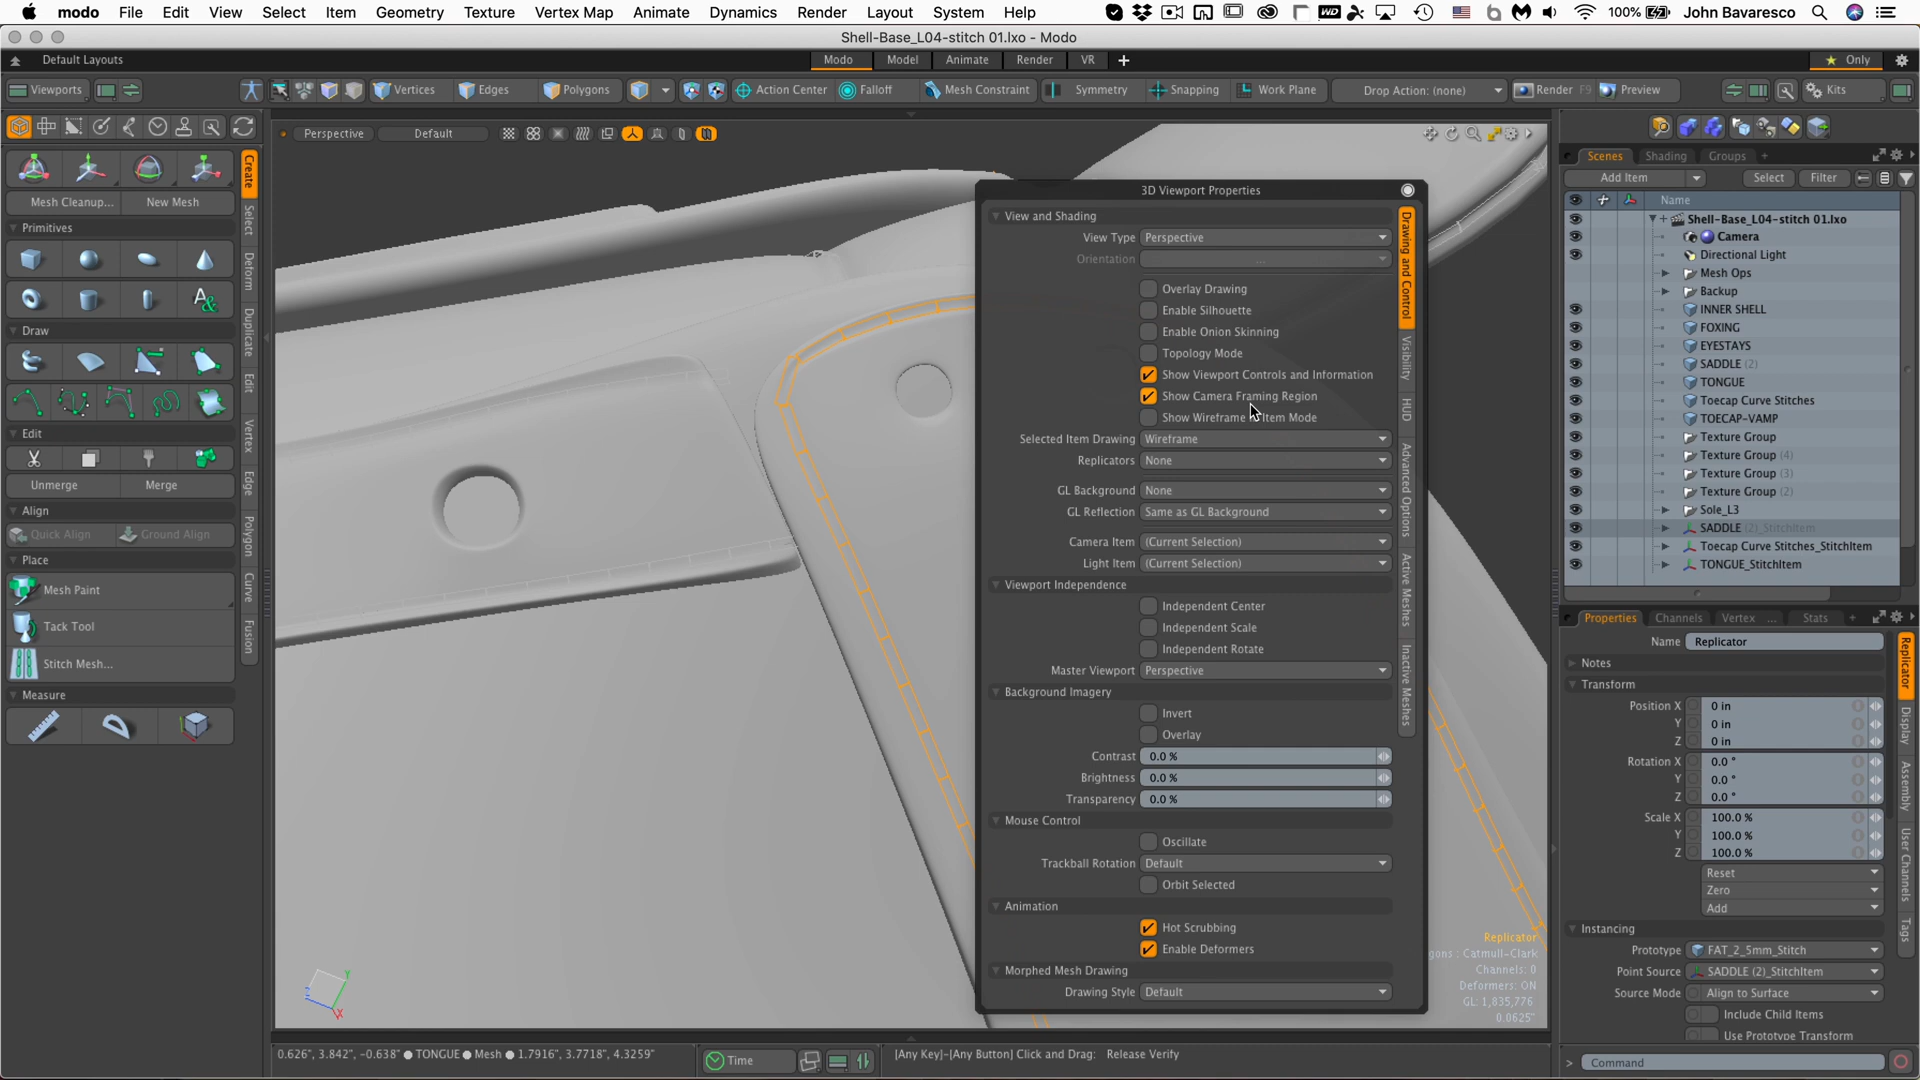 modo File Edit View Select Item Geometry Texture Vertex Map Animate Dynamics Render Layout System Help 100% John Bavaresco
Shell-Base_L04-stitch 01.lxo - Modo
Default Layouts Modo Model Animate Render VR + Only
Viewports Vertices Edges Polygons Action Center Falloff Mesh Constraint Symmetry Snapping Work Plane Drop Action: (none) Render F9 Preview Kits
Perspective Default
Mesh Cleanup... New Mesh
Primitives
Draw
Edit
Unmerge Merge
Align
Quick Align Ground Align
Place
Mesh Paint
Tack Tool
Stitch Mesh...
Measure
Create
Select
Deform
Duplicate
Edit
Vertex
Edge
Polygon
Curve
Fusion
3D Viewport Properties
View and Shading
View Type Perspective
Orientation ...
Overlay Drawing
Enable Silhouette
Enable Onion Skinning
Topology Mode
Show Viewport Controls and Information
Show Camera Framing Region
Show Wireframe Item Mode
Selected Item Drawing Wireframe
Replicators None
GL Background None
GL Reflection Same as GL Background
Camera Item (Current Selection)
Light Item (Current Selection)
Viewport Independence
Independent Center
Independent Scale
Independent Rotate
Master Viewport Perspective
Background Imagery
Invert
Overlay
Contrast 0.0 %
Brightness 0.0 %
Transparency 0.0 %
Mouse Control
Oscillate
Trackball Rotation Default
Orbit Selected
Animation
Hot Scrubbing
Enable Deformers
Morphed Mesh Drawing
Drawing Style Default
Drawing and Control
Visibility
HUD
Advanced Options
Active Meshes
Inactive Meshes
Replicator
gons : Catmull-Clark
Channels: 0
Deformers: ON
GL: 1,835,776
0.0625"
Y
Z
X
Scenes Shading Groups +
Add Item Select Filter
Name
Shell-Base_L04-stitch 01.lxo
Camera
Directional Light
Mesh Ops
Backup
INNER SHELL
FOXING
EYESTAYS
SADDLE (2)
TONGUE
Toecap Curve Stitches
TOECAP-VAMP
Texture Group
Texture Group (4)
Texture Group (3)
Texture Group (2)
Sole_L3
SADDLE (2)_StitchItem
Toecap Curve Stitches_StitchItem
TONGUE_StitchItem
Properties Channels Vertex ... Stats +
Name Replicator
Notes
Transform
Position X 0 in
Y 0 in
Z 0 in
Rotation X 0.0 °
Y 0.0 °
Z 0.0 °
Scale X 100.0 %
Y 100.0 %
Z 100.0 %
Reset
Zero
Add
Instancing
Prototype FAT_2_5mm_Stitch
Point Source SADDLE (2)_StitchItem
Source Mode Align to Surface
Include Child Items
Use Prototype Transform
Replicator
Display
Assembly
User Channels
Tags
0.626", 3.842", -0.638" TONGUE Mesh 1.7916", 3.7718", 4.3259" Time [Any Key]-[Any Button] Click and Drag: Release Verify > Command